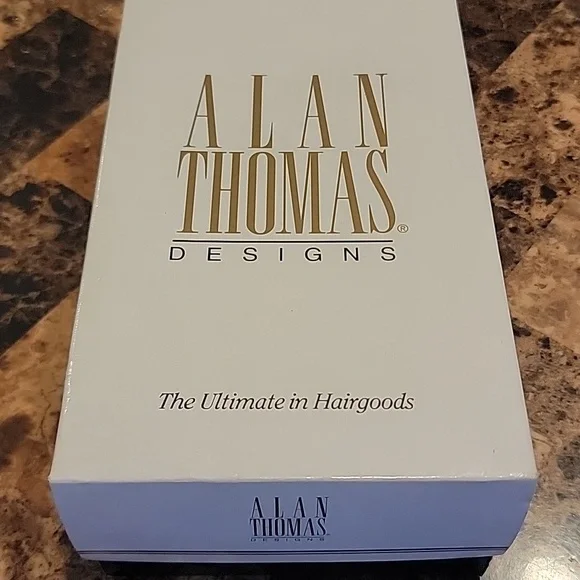 ALAN
THOMAS®
DESIGNS
The Ultimate in Hairgoods
ALAN
THOMAS
DESIGNS